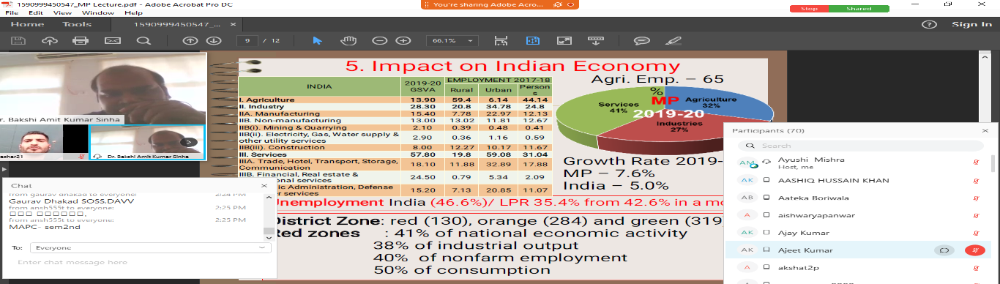 1590999450547_MP Lecture.pdf - Adobe Acrobat Pro DC
You're sharing Adobe Acro...
Stop Shared
File Edit View Window Help
Home Tools 1590999450547_... ×
Sign In
9 / 12
66.1%
5. Impact on Indian Economy
INDIA
2019-20 GSVA
EMPLOYMENT 2017-18
Rural Urban Persons
I. Agriculture 13.90 59.4 6.14 44.14
II. Industry 28.30 20.8 34.78 24.8
IIA. Manufacturing 15.40 7.78 22.97 12.13
IIB. Non-manufacturing 13.00 13.02 11.81 12.67
IIB(i). Mining & Quarrying 2.10 0.39 0.48 0.41
IIB(ii). Electricity, Gas, Water supply &
other utility services 2.90 0.36 1.16 0.59
IIB(iii). Construction 8.00 12.27 10.17 11.67
III. Services 57.80 19.8 59.08 31.04
IIIA. Trade, Hotel, Transport, Storage,
Communication 18.10 11.88 32.89 17.88
IIIB. Financial, Real estate &
services 24.50 0.79 5.34 2.09
Administration, Defense
services 15.20 7.13 20.85 11.07
Agri. Emp. – 65
%
MP
2019-20
Agriculture
32%
Services
41%
Industries
27%
Growth Rate 2019-
MP – 7.6%
India – 5.0%
Unemployment India (46.6%)/ LPR 35.4% from 42.6% in a mo
District Zone: red (130), orange (284) and green (319
Red zones : 41% of national economic activity
38% of industrial output
40% of nonfarm employment
50% of consumption
r. Bakshi Amit Kumar Sinha
azhar21
Dr. Bakshi Amit Kumar Sinha
Chat ×
from gaurav dhakad to everyone: 2:24 PM
Gaurav Dhakad SOSS,DAVV
from ansh555t to everyone: 2:25 PM
from ansh555t to everyone: 2:25 PM
MAPC- sem2nd
To: Everyone
Enter chat message here
Participants (70) ×
Search
AM Ayushi Mishra
Host, me
AK AASHIQ HUSSAIN KHAN
AB Aateka Boriwala
A aishwaryapanwar
AK Ajay Kumar
AK Ajeet Kumar
A akshat2p